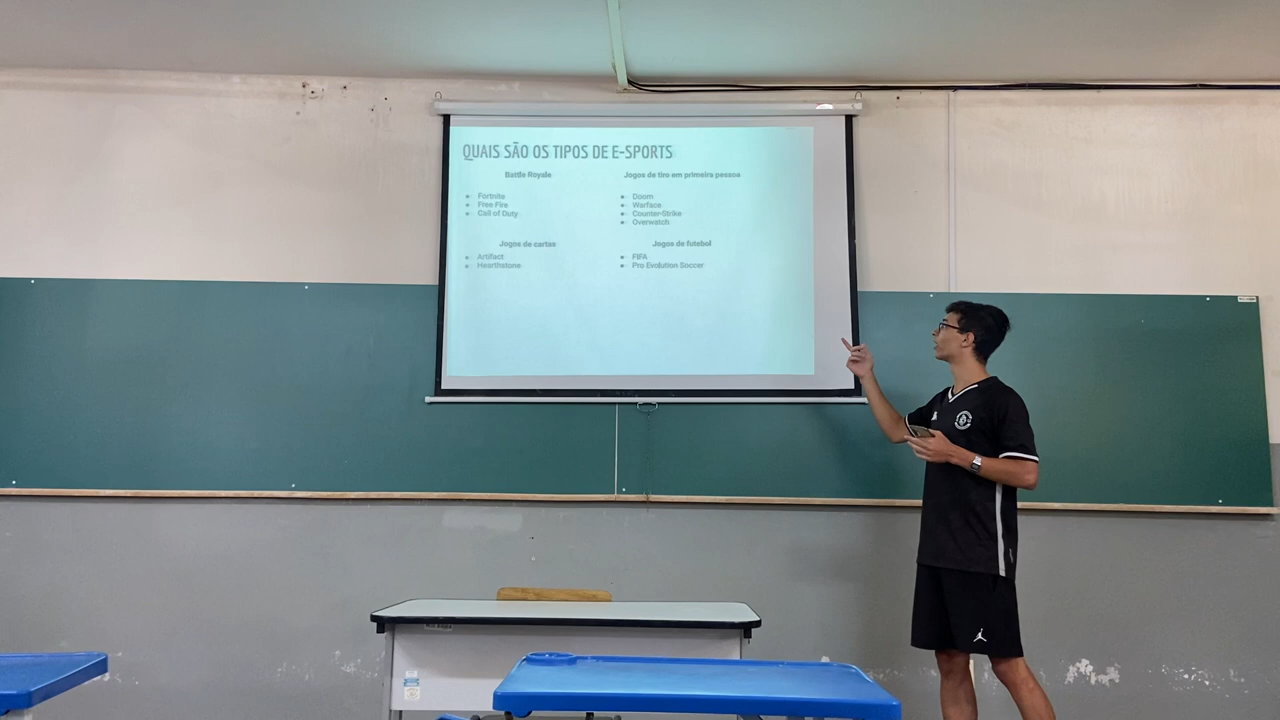 QUAIS SÃO OS TIPOS DE E-SPORTS
Battle Royale
● Fortnite
● Free Fire
● Call of Duty
Jogos de tiro em primeira pessoa
● Doom
● Warface
● Counter-Strike
● Overwatch
Jogos de cartas
● Artifact
● Hearthstone
Jogos de futebol
● FIFA
● Pro Evolution Soccer